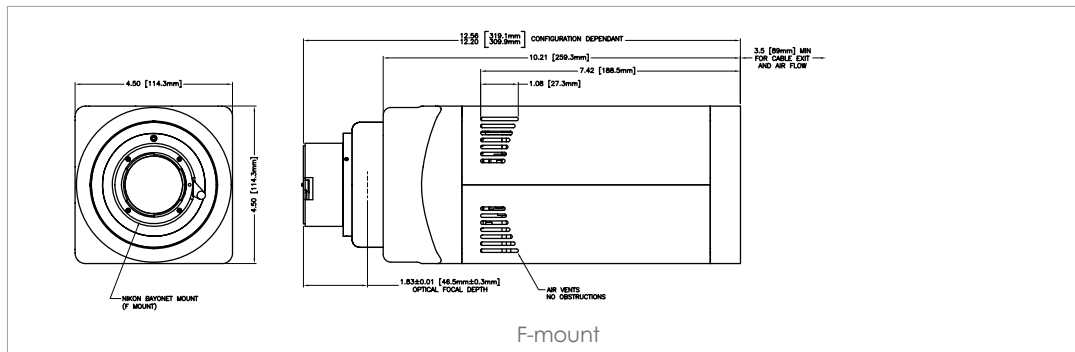 12.56 [319.1mm]
12.20 [309.9mm] CONFIGURATION DEPENDANT
10.21 [259.3mm]
3.5 [89mm] MIN
FOR CABLE EXIT
AND AIR FLOW
7.42 [188.5mm]
1.08 [27.3mm]
4.50 [114.3mm]
4.50 [114.3mm]
1.83±0.01 [46.5mm±0.3mm]
OPTICAL FOCAL DEPTH
NIKON BAYONET MOUNT
(F MOUNT)
AIR VENTS
NO OBSTRUCTIONS
F-mount